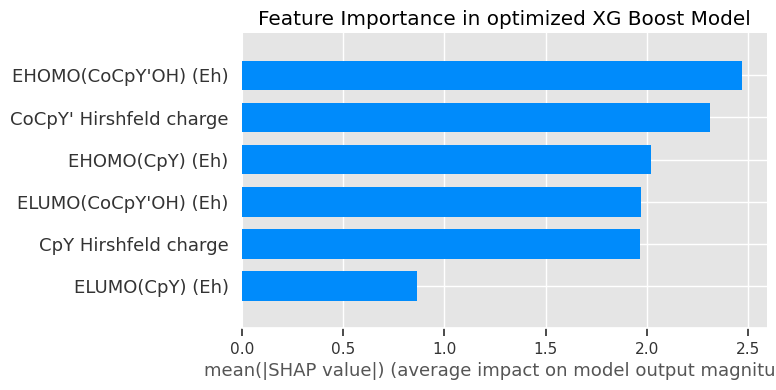 Feature Importance in optimized XG Boost Model
EHOMO(CoCpY'OH) (Eh)
CoCpY' Hirshfeld charge
EHOMO(CpY) (Eh)
ELUMO(CoCpY'OH) (Eh)
CpY Hirshfeld charge
ELUMO(CpY) (Eh)
0.0 0.5 1.0 1.5 2.0 2.5
mean(|SHAP value|) (average impact on model output magnitu